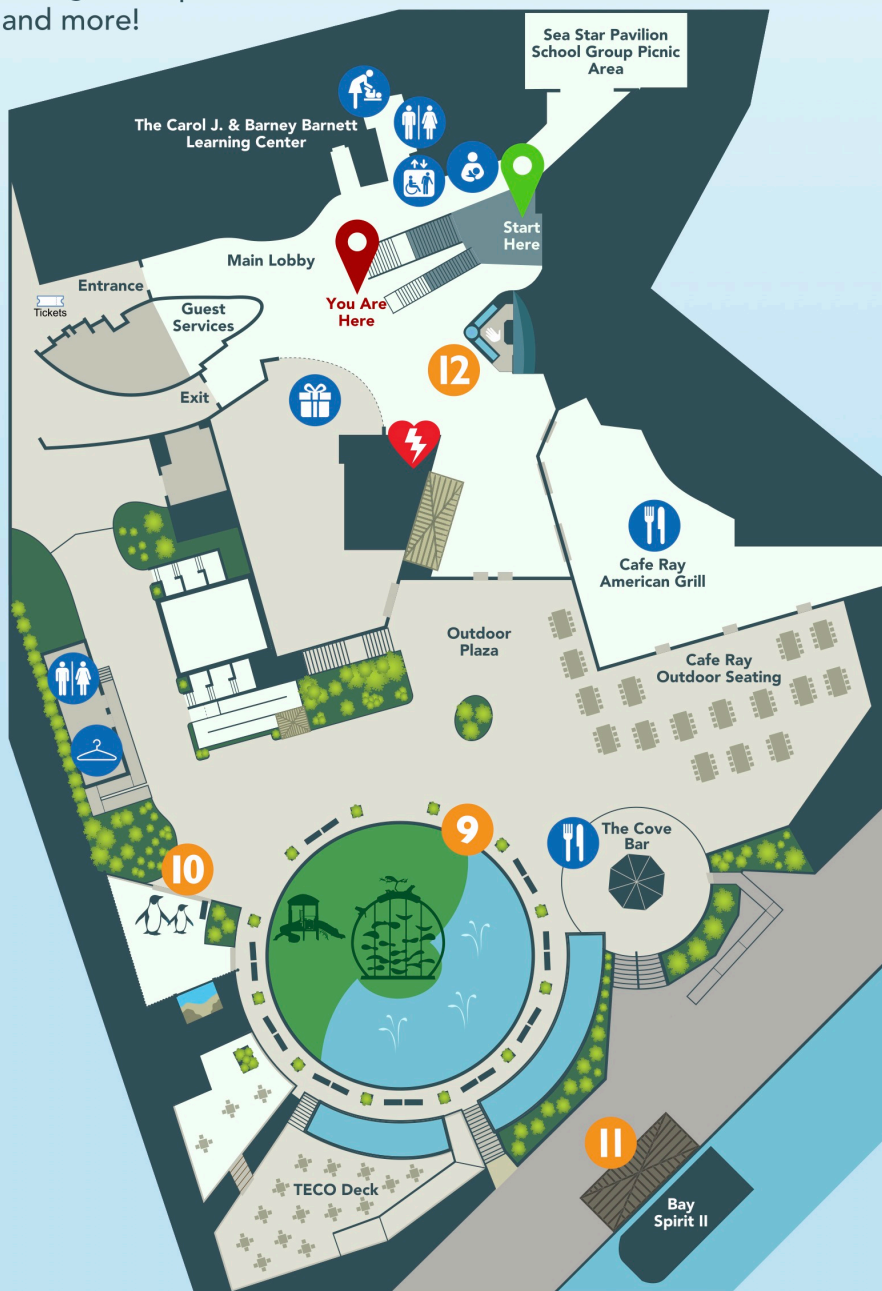 and more!
Sea Star Pavilion
School Group Picnic
Area
The Carol J. & Barney Barnett
Learning Center
Start
Here
Main Lobby
Entrance
Tickets
You Are
Here
Guest
Services
12
Exit
Cafe Ray
American Grill
Outdoor
Plaza
Cafe Ray
Outdoor Seating
9
The Cove
Bar
10
11
TECO Deck
Bay
Spirit II